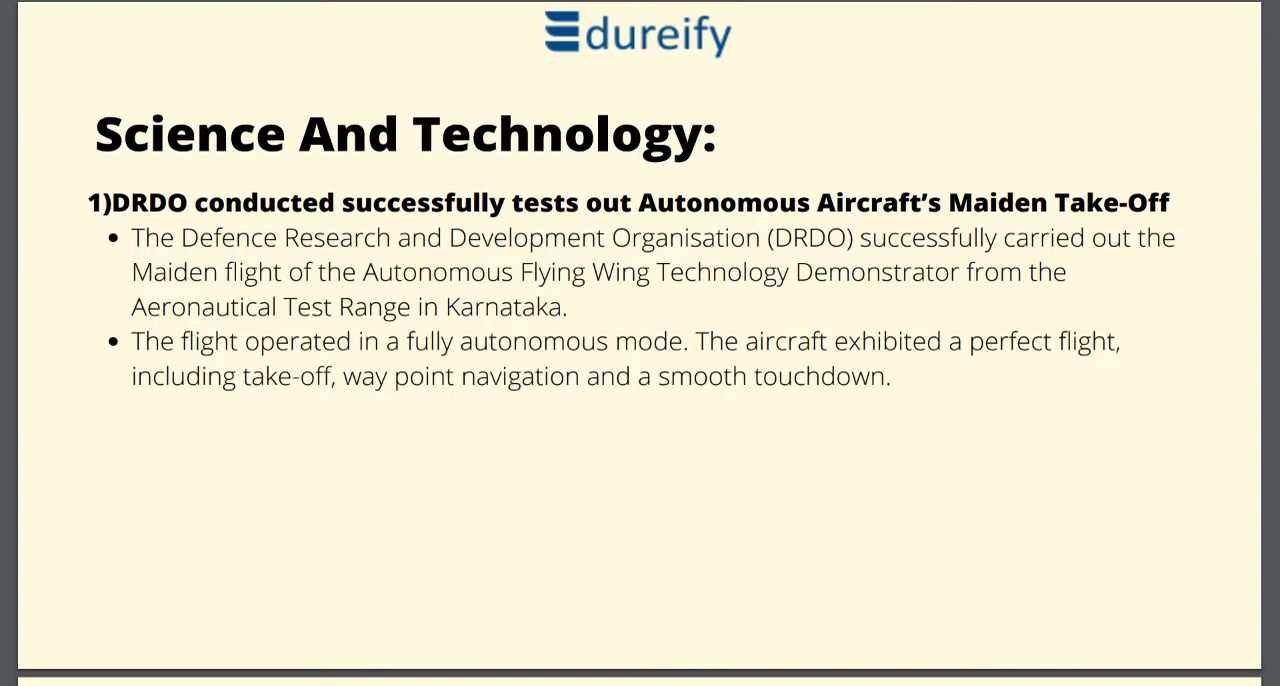 Edureify
Science And Technology:
1)DRDO conducted successfully tests out Autonomous Aircraft’s Maiden Take-Off
• The Defence Research and Development Organisation (DRDO) successfully carried out the
Maiden flight of the Autonomous Flying Wing Technology Demonstrator from the
Aeronautical Test Range in Karnataka.
• The flight operated in a fully autonomous mode. The aircraft exhibited a perfect flight,
including take-off, way point navigation and a smooth touchdown.